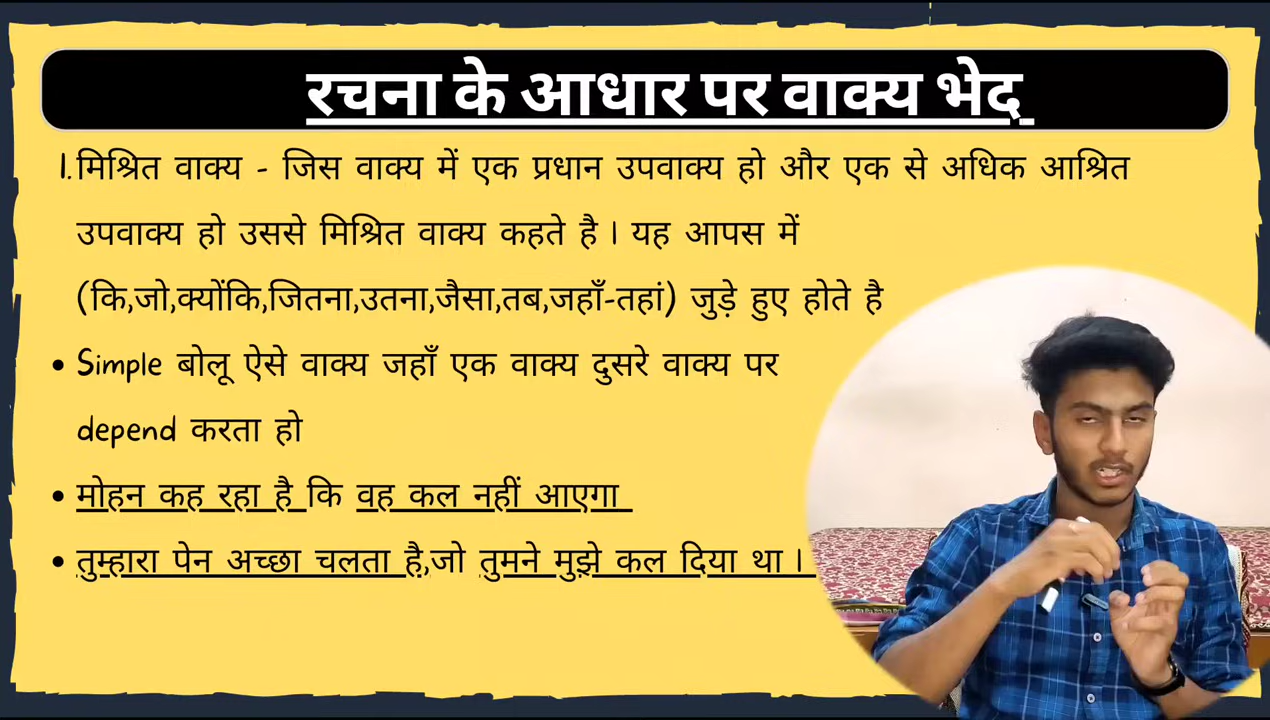 रचना के आधार पर वाक्य भेद
1. मिश्रित वाक्य - जिस वाक्य में एक प्रधान उपवाक्य हो और एक से अधिक आश्रित
उपवाक्य हो उससे मिश्रित वाक्य कहते है । यह आपस में
(कि,जो,क्योंकि,जितना,उतना,जैसा,तब,जहाँ-तहां) जुड़े हुए होते है
• Simple बोलू ऐसे वाक्य जहाँ एक वाक्य दुसरे वाक्य पर
depend करता हो
• मोहन कह रहा है कि वह कल नहीं आएगा
• तुम्हारा पेन अच्छा चलता है,जो तुमने मुझे कल दिया था ।